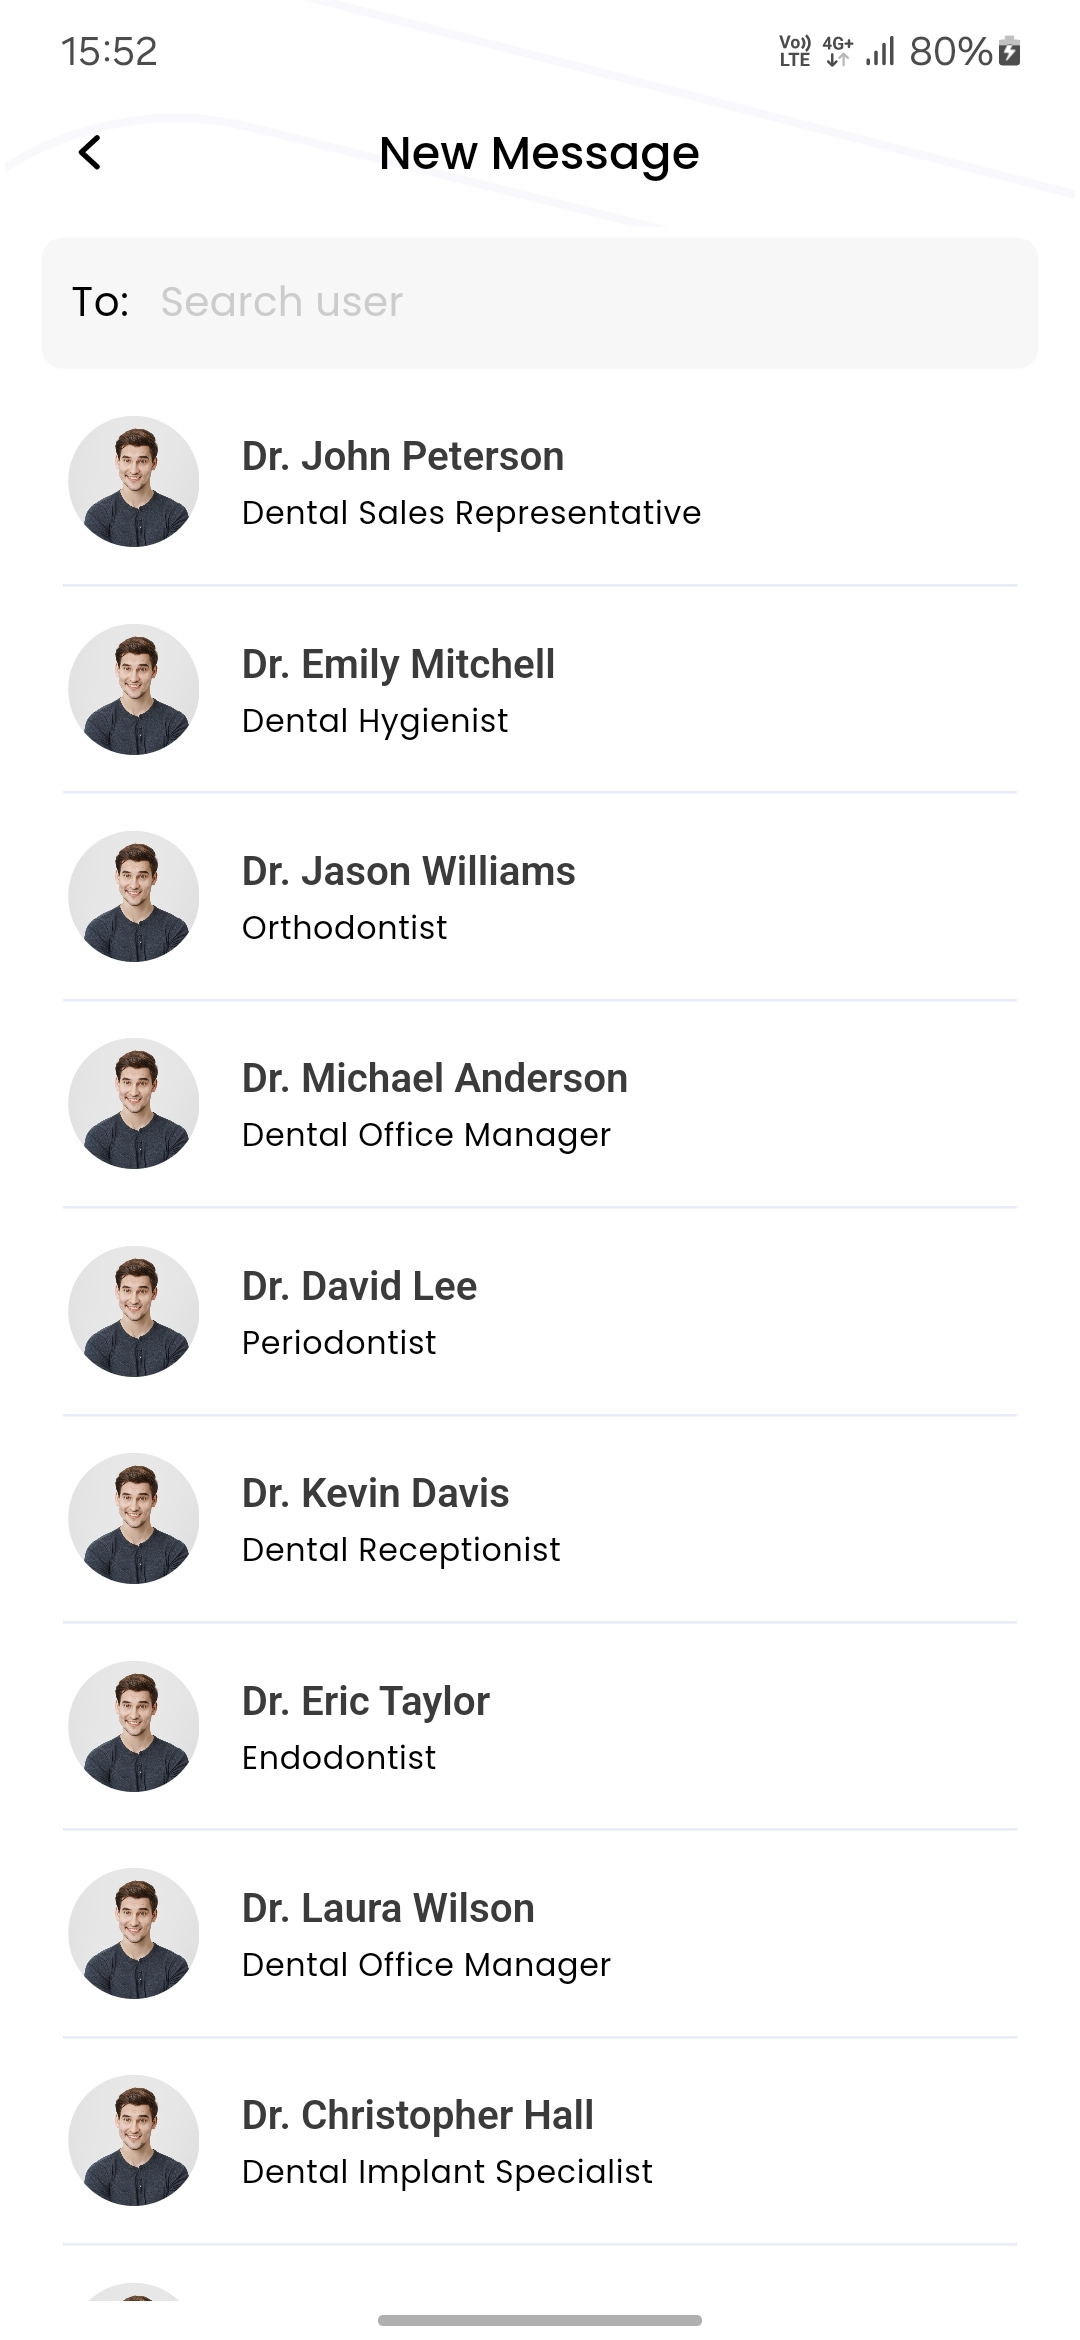 15:52
Vo)) LTE 4G+ 80%
New Message
To: Search user
Dr. John Peterson
Dental Sales Representative
Dr. Emily Mitchell
Dental Hygienist
Dr. Jason Williams
Orthodontist
Dr. Michael Anderson
Dental Office Manager
Dr. David Lee
Periodontist
Dr. Kevin Davis
Dental Receptionist
Dr. Eric Taylor
Endodontist
Dr. Laura Wilson
Dental Office Manager
Dr. Christopher Hall
Dental Implant Specialist